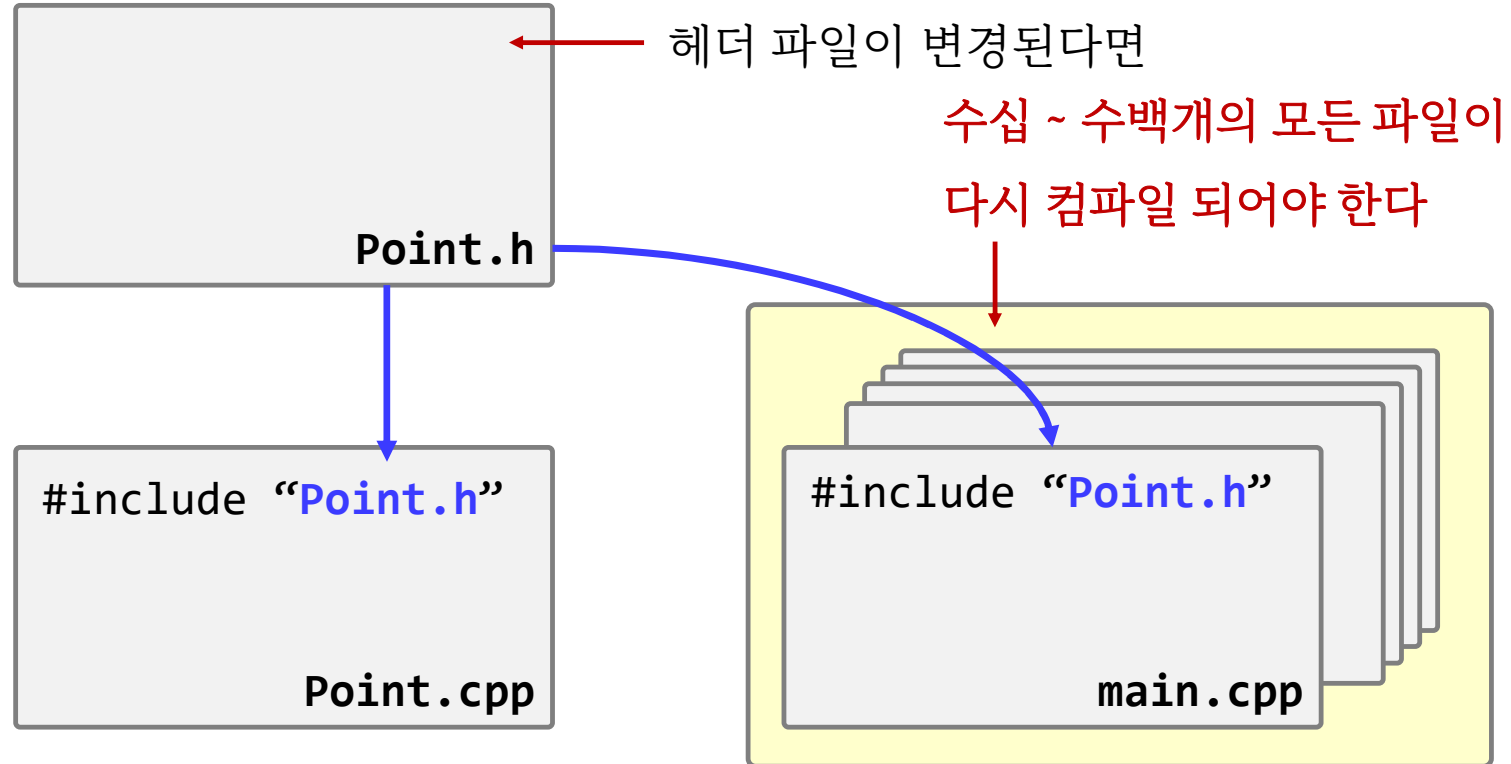 헤더 파일이 변경된다면
수십 ~ 수백개의 모든 파일이
다시 컴파일 되어야 한다
Point.h
#include “Point.h”
Point.cpp
#include “Point.h”
main.cpp